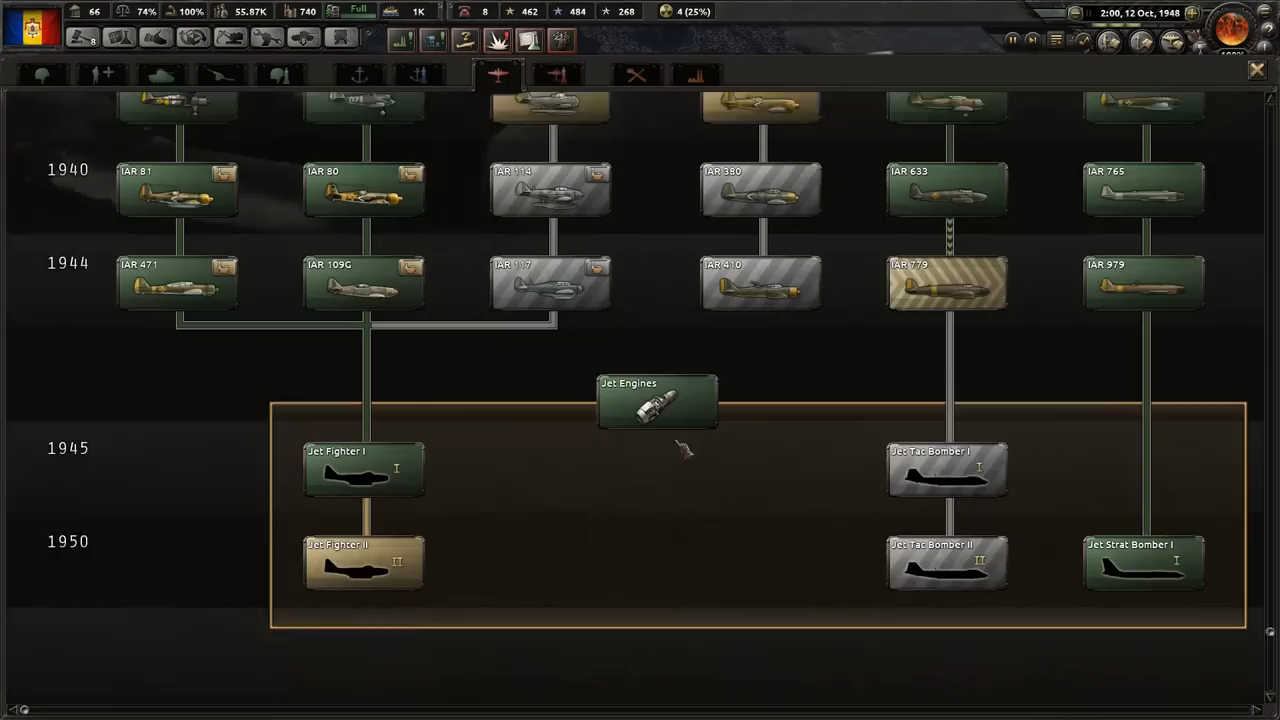 66 74% 100% 55.87K 740 Full 1K 8 462 484 268 4 (25%) 2:00, 12 Oct, 1948
8
1940
IAR 81 IAR 80 IAR 114 IAR 380 IAR 633 IAR 765
1944
IAR 471 IAR 109G IAR 117 IAR 410 IAR 779 IAR 979
Jet Engines
1945
Jet Fighter I Jet Tac Bomber I
I I
1950
Jet Fighter II Jet Tac Bomber II Jet Strat Bomber I
II II I